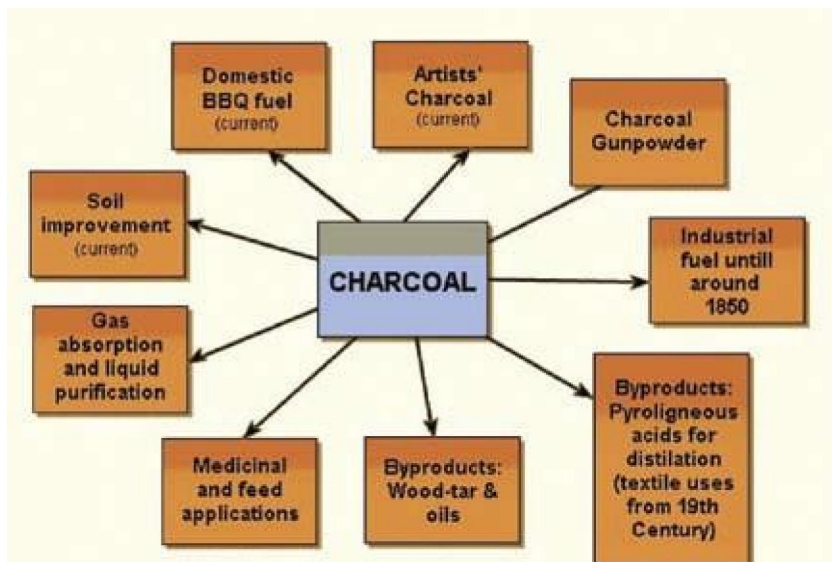 Domestic
BBQ fuel
(current)
Artists'
Charcoal
(current)
Charcoal
Gunpowder
Soil
improvement
(current)
CHARCOAL
Industrial
fuel untill
around
1850
Gas
absorption
and liquid
purification
Byproducts:
Pyroligneous
acids for
distilation
(textile uses
from 19th
Century)
Medicinal
and feed
applications
Byproducts:
Wood-tar &
oils